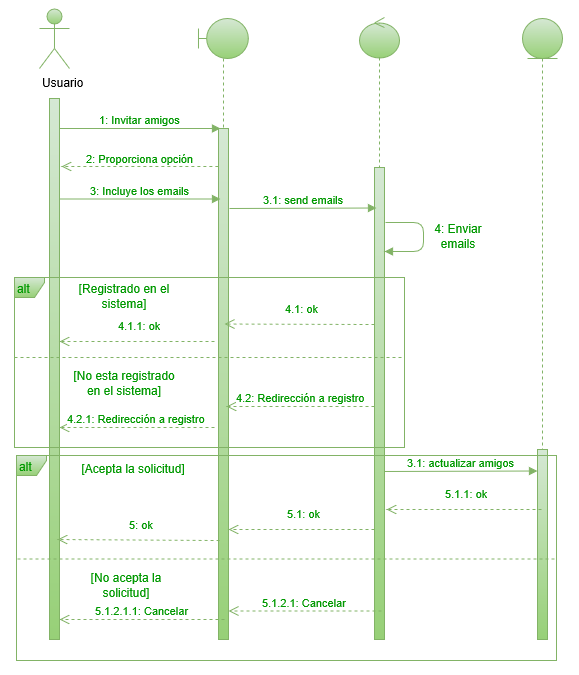 Usuario
1: Invitar amigos
2: Proporciona opción
3: Incluye los emails
3.1: send emails
4: Enviar
emails
alt
[Registrado en el
sistema]
4.1: ok
4.1.1: ok
[No esta registrado
en el sistema]
4.2: Redirección a registro
4.2.1: Redirección a registro
alt
[Acepta la solicitud]
3.1: actualizar amigos
5.1.1: ok
5.1: ok
5: ok
[No acepta la
solicitud]
5.1.2.1: Cancelar
5.1.2.1.1: Cancelar